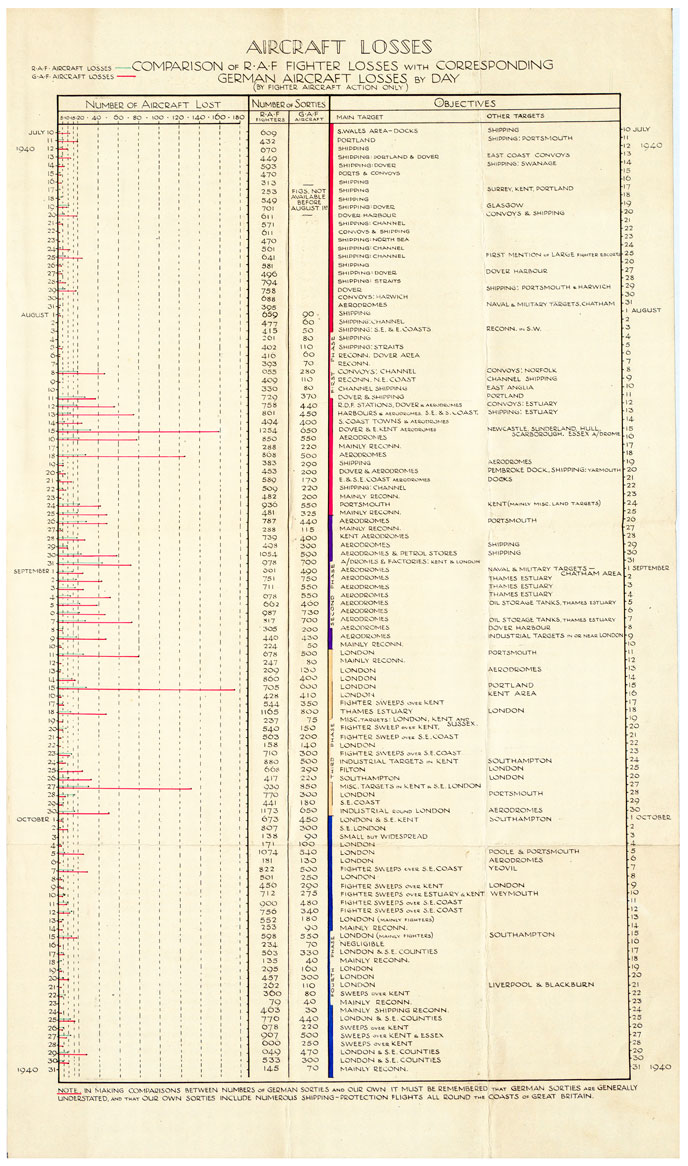 AIRCRAFT LOSSES
R·A·F·AIRCRAFT LOSSES
G·A·F·AIRCRAFT LOSSES
COMPARISON OF R·A·F FIGHTER LOSSES WITH CORRESPONDING
GERMAN AIRCRAFT LOSSES BY DAY
(BY FIGHTER AIRCRAFT ACTION ONLY)
NUMBER OF AIRCRAFT LOST NUMBER OF SORTIES OBJECTIVES
5 10 15 20 · 40 · 60 · 80 · 100 · 120 · 140 · 160 · 180 R·A·F FIGHTERS G·A·F AIRCRAFT MAIN TARGET OTHER TARGETS
JULY 10 609 S.WALES AREA–DOCKS SHIPPING 10 JULY
11 432 PORTLAND SHIPPING: PORTSMOUTH 11
1940 12 670 SHIPPING 12 1940
13 449 SHIPPING: PORTLAND & DOVER EAST COAST CONVOYS 13
14 593 SHIPPING: DOVER SHIPPING: SWANAGE 14
15 470 PORTS & CONVOYS 15
16 313 SHIPPING 16
17 253 SHIPPING SURREY, KENT, PORTLAND 17
FIGS. NOT AVAILABLE BEFORE AUGUST 1st
18 549 SHIPPING 18
19 701 SHIPPING: DOVER GLASGOW 19
20 611 DOVER HARBOUR CONVOYS & SHIPPING 20
21 571 SHIPPING: CHANNEL 21
22 611 CONVOYS & SHIPPING 22
23 470 SHIPPING: NORTH SEA 23
24 561 SHIPPING: CHANNEL 24
25 641 SHIPPING: CHANNEL FIRST MENTION OF LARGE FIGHTER ESCORTS 25
26 581 SHIPPING 26
27 496 SHIPPING: DOVER DOVER HARBOUR 27
28 794 SHIPPING: STRAITS 28
29 758 DOVER SHIPPING: PORTSMOUTH & HARWICH 29
30 688 CONVOYS: HARWICH 30
31 395 AERODROMES NAVAL & MILITARY TARGETS, CHATHAM 31
AUGUST 1 659 90 SHIPPING 1 AUGUST
2 477 60 SHIPPING: CHANNEL 2
3 415 50 SHIPPING: S.E. & E. COASTS RECONN. IN S.W. 3
4 261 80 SHIPPING 4
5 402 110 SHIPPING: STRAITS 5
6 416 60 RECONN. DOVER AREA 6
7 393 70 RECONN. 7
FIRST PHASE
8 280 CONVOYS: CHANNEL CONVOYS: NORFOLK 8
9 409 110 RECONN. N.E. COAST CHANNEL SHIPPING 9
10 330 80 CHANNEL SHIPPING EAST ANGLIA 10
11 729 370 DOVER & SHIPPING PORTLAND 11
12 758 440 R.D.F. STATIONS, DOVER & AERODROMES CONVOYS: ESTUARY 12
13 801 450 HARBOURS & AERODROMES S.E. & S. COAST, SHIPPING: ESTUARY 13
14 494 400 S. COAST TOWNS & AERODROMES 14
15 1254 650 DOVER & E. KENT AERODROMES NEWCASTLE, SUNDERLAND, HULL, SCARBOROUGH, ESSEX A/DROME 15
16 850 550 AERODROMES 16
17 288 220 MAINLY RECONN. 17
18 808 500 AERODROMES 18
19 383 290 SHIPPING AERODROMES 19
20 453 200 DOVER & AERODROMES PEMBROKE DOCK, SHIPPING: YARMOUTH 20
21 589 170 E. & S.E. COAST AERODROMES DOCKS 21
22 509 220 SHIPPING: CHANNEL 22
23 482 200 MAINLY RECONN. 23
24 936 550 PORTSMOUTH KENT (MAINLY MISC. LAND TARGETS) 24
25 481 325 MAINLY RECONN. 25
26 787 440 AERODROMES PORTSMOUTH 26
27 288 115 MAINLY RECONN. 27
28 739 400 KENT AERODROMES 28
29 498 300 AERODROMES SHIPPING 29
30 1054 500 AERODROMES & PETROL STORES SHIPPING 30
31 978 700 A/DROMES & FACTORIES: KENT & LONDON 31
SECOND PHASE
SEPTEMBER 1 661 490 AERODROMES NAVAL & MILITARY TARGETS – CHATHAM AREA 1 SEPTEMBER
2 751 750 AERODROMES THAMES ESTUARY 2
3 711 550 AERODROMES THAMES ESTUARY 3
4 678 550 AERODROMES THAMES ESTUARY 4
5 662 400 AERODROMES OIL STORAGE TANKS, THAMES ESTUARY 5
6 987 730 AERODROMES 6
7 817 700 AERODROMES OIL STORAGE TANKS, THAMES ESTUARY 7
8 305 200 AERODROMES DOVER HARBOUR 8
9 440 430 AERODROMES INDUSTRIAL TARGETS IN OR NEAR LONDON 9
10 224 50 MAINLY RECONN. 10
11 678 500 LONDON PORTSMOUTH 11
12 247 80 MAINLY RECONN. 12
13 209 130 LONDON AERODROMES 13
14 860 400 LONDON 14
15 705 600 LONDON PORTLAND 15
16 428 410 LONDON KENT AREA 16
17 544 350 FIGHTER SWEEPS OVER KENT 17
18 1165 800 THAMES ESTUARY LONDON 18
19 237 75 MISC. TARGETS: LONDON, KENT AND SUSSEX. 19
20 540 150 FIGHTER SWEEP OVER KENT 20
21 563 200 FIGHTER SWEEP OVER S.E. COAST 21
22 158 140 LONDON 22
THIRD PHASE
23 710 300 FIGHTER SWEEPS OVER S.E. COAST 23
24 880 500 INDUSTRIAL TARGETS IN KENT SOUTHAMPTON 24
25 668 290 FILTON LONDON 25
26 417 220 SOUTHAMPTON LONDON 26
27 939 850 MISC. TARGETS IN KENT & S.E. LONDON 27
28 770 300 LONDON PORTSMOUTH 28
29 441 180 S.E. COAST 29
30 1173 650 INDUSTRIAL ROUND LONDON AERODROMES 30
OCTOBER 1 673 450 LONDON & S.E. KENT SOUTHAMPTON 1 OCTOBER
2 807 300 S.E. LONDON 2
3 138 90 SMALL BUT WIDESPREAD 3
4 171 100 LONDON 4
5 1074 540 LONDON POOLE & PORTSMOUTH 5
6 181 130 LONDON AERODROMES 6
7 822 500 FIGHTER SWEEPS OVER S.E. COAST YEOVIL 7
8 501 250 LONDON 8
9 450 290 FIGHTER SWEEPS OVER KENT LONDON 9
10 712 275 FIGHTER SWEEPS OVER ESTUARY & KENT WEYMOUTH 10
11 900 480 FIGHTER SWEEPS OVER S.E. COAST 11
12 756 340 FIGHTER SWEEPS OVER S.E. COAST 12
13 552 180 LONDON (MAINLY FIGHTERS) 13
14 253 90 MAINLY RECONN. 14
15 598 550 LONDON (MAINLY FIGHTERS) SOUTHAMPTON 15
16 234 70 NEGLIGIBLE 16
17 563 330 LONDON & S.E. COUNTIES 17
18 135 40 MAINLY RECONN. 18
FOURTH PHASE
19 295 160 LONDON 19
20 457 300 LONDON 20
21 262 110 LONDON LIVERPOOL & BLACKBURN 21
22 360 80 SWEEPS OVER KENT 22
23 79 40 MAINLY RECONN. 23
24 463 30 MAINLY SHIPPING RECONN. 24
25 776 440 LONDON & S.E. COUNTIES 25
26 678 220 SWEEPS OVER KENT 26
27 907 500 SWEEPS OVER KENT & ESSEX 27
28 600 250 SWEEPS OVER KENT 28
29 649 470 LONDON & S.E. COUNTIES 29
30 533 300 LONDON & S.E. COUNTIES 30
1940 31 145 70 MAINLY RECONN. 31 1940
NOTE. IN MAKING COMPARISONS BETWEEN NUMBERS OF GERMAN SORTIES AND OUR OWN IT MUST BE REMEMBERED THAT GERMAN SORTIES ARE GENERALLY
UNDERSTATED, AND THAT OUR OWN SORTIES INCLUDE NUMEROUS SHIPPING-PROTECTION FLIGHTS ALL ROUND THE COASTS OF GREAT BRITAIN.